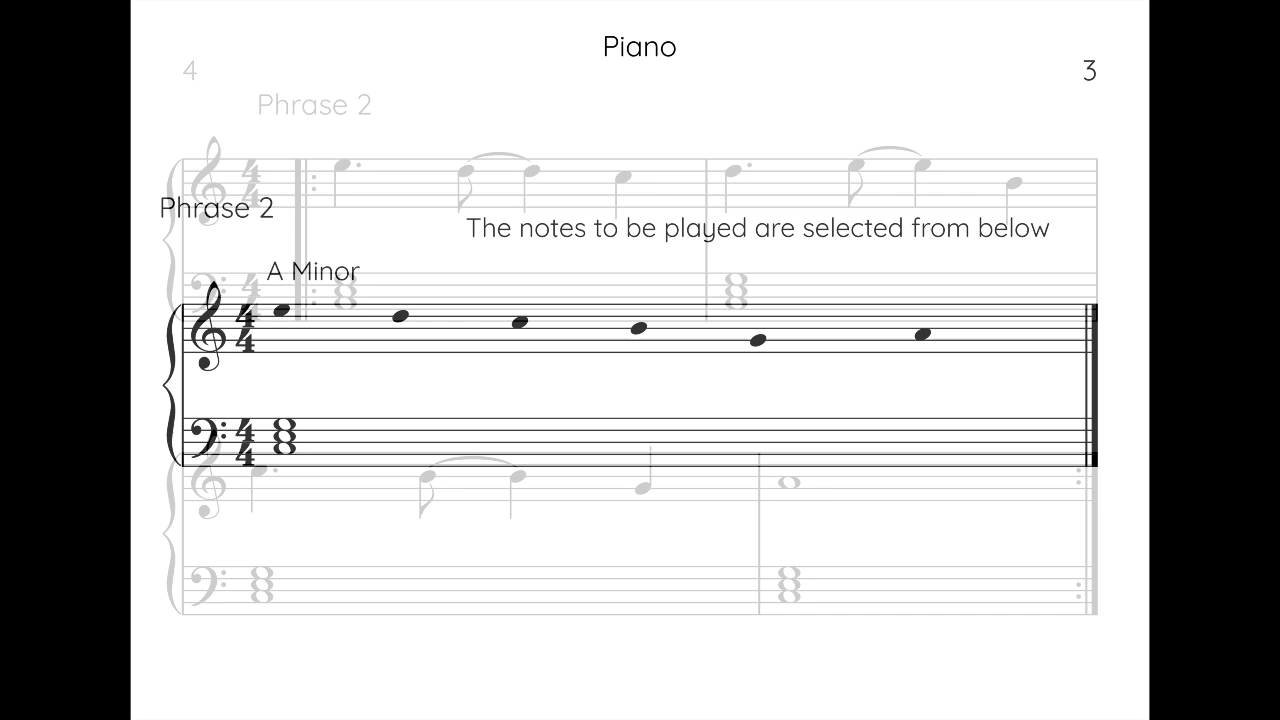 Piano
4
3
Phrase 2
Phrase 2
The notes to be played are selected from below
A Minor